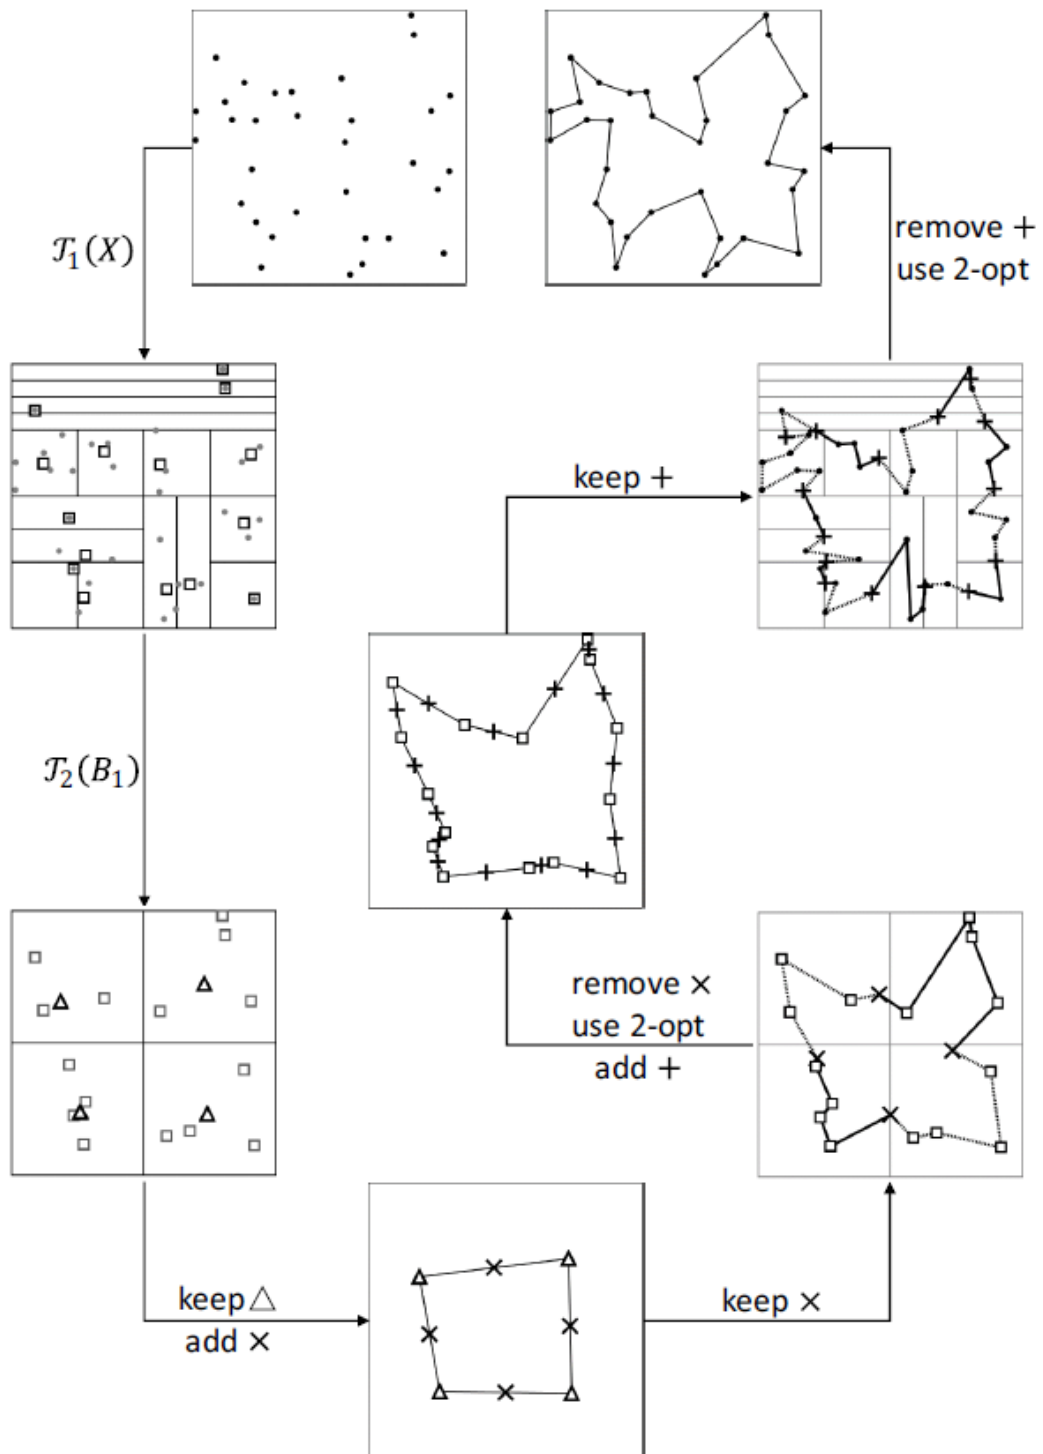 𝒯₁(X)
remove +
use 2-opt
keep +
𝒯₂(B₁)
remove ×
use 2-opt
add +
keep △
add ×
keep ×